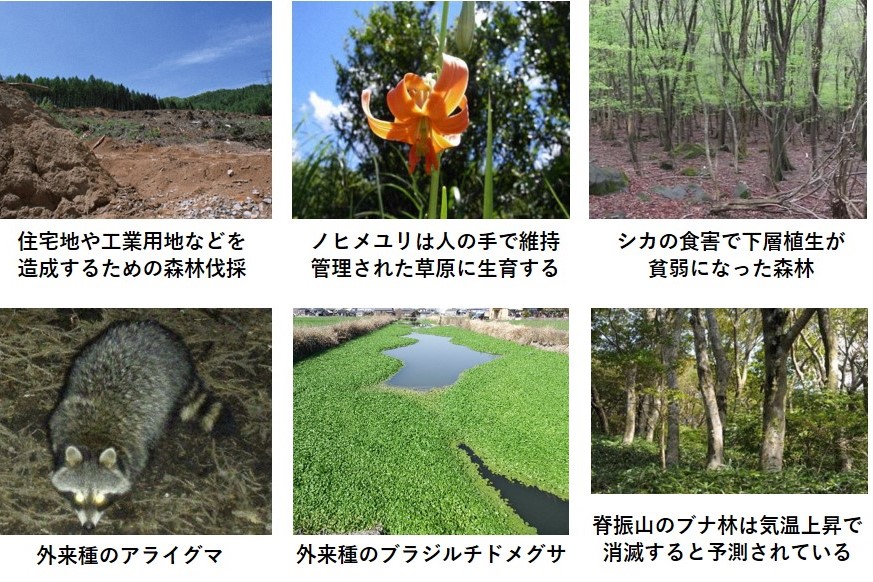 住宅地や工業用地などを
造成するための森林伐採
ノヒメユリは人の手で維持
管理された草原に生育する
シカの食害で下層植生が
貧弱になった森林
外来種のアライグマ
外来種のブラジルチドメグサ
脊振山のブナ林は気温上昇で
消滅すると予測されている